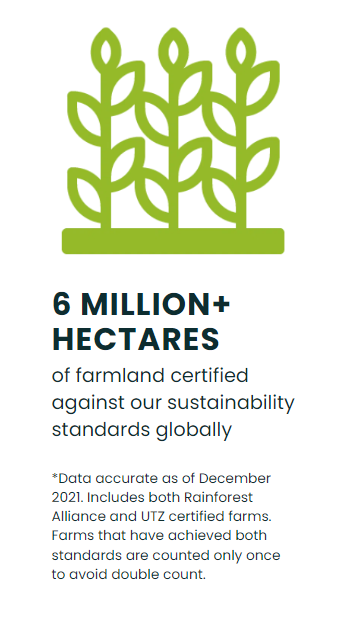 6 MILLION+
HECTARES
of farmland certified
against our sustainability
standards globally
*Data accurate as of December
2021. Includes both Rainforest
Alliance and UTZ certified farms.
Farms that have achieved both
standards are counted only once
to avoid double count.